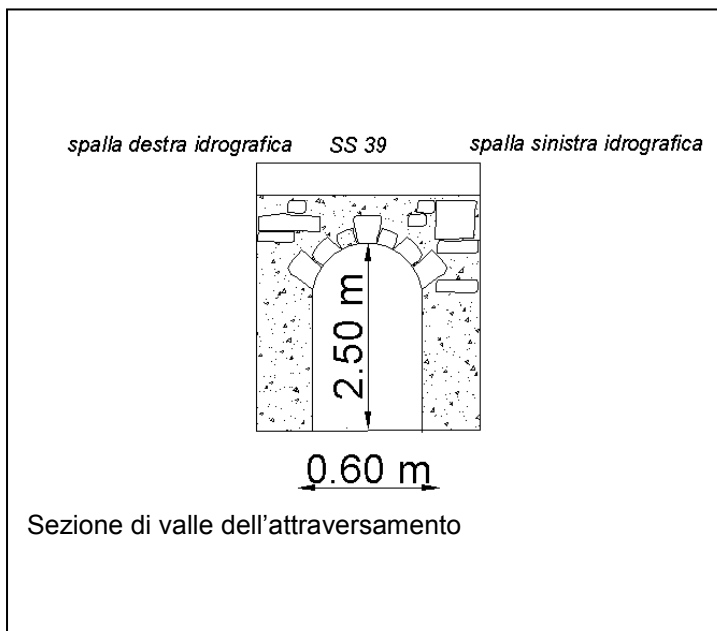 spalla destra idrografica SS 39 spalla sinistra idrografica
2.50 m
0.60 m
Sezione di valle dell'attraversamento